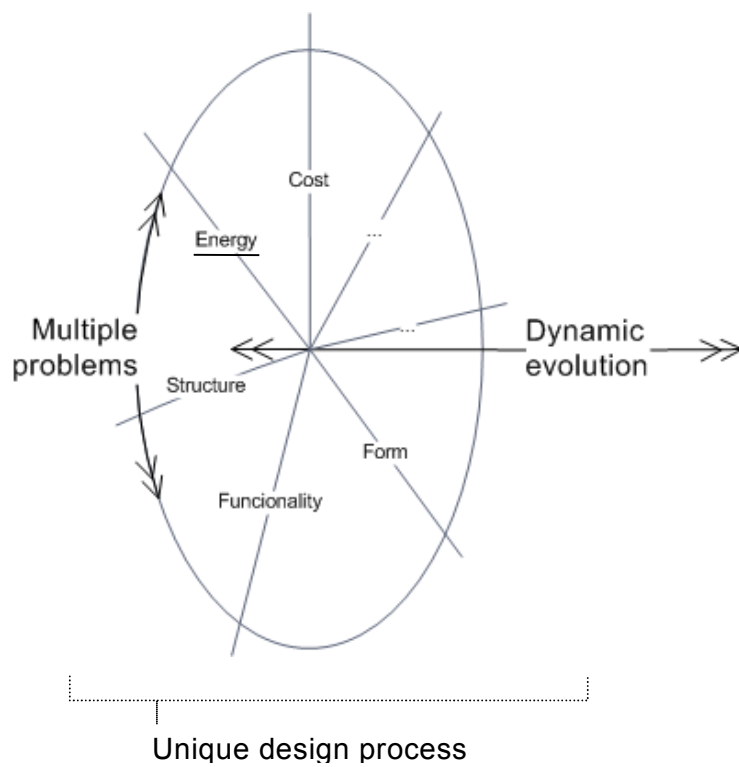 Cost
...
Energy
...
Multiple
problems
Dynamic
evolution
Structure
Form
Funcionality
Unique design process